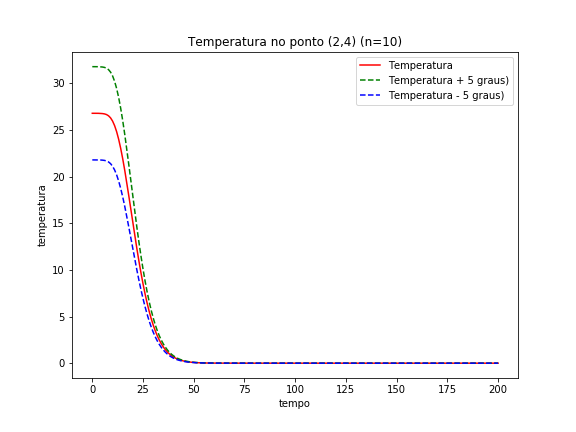 Temperatura no ponto (2,4) (n=10)
Temperatura
Temperatura + 5 graus)
Temperatura - 5 graus)
temperatura
30
25
20
15
10
5
0
0 25 50 75 100 125 150 175 200
tempo